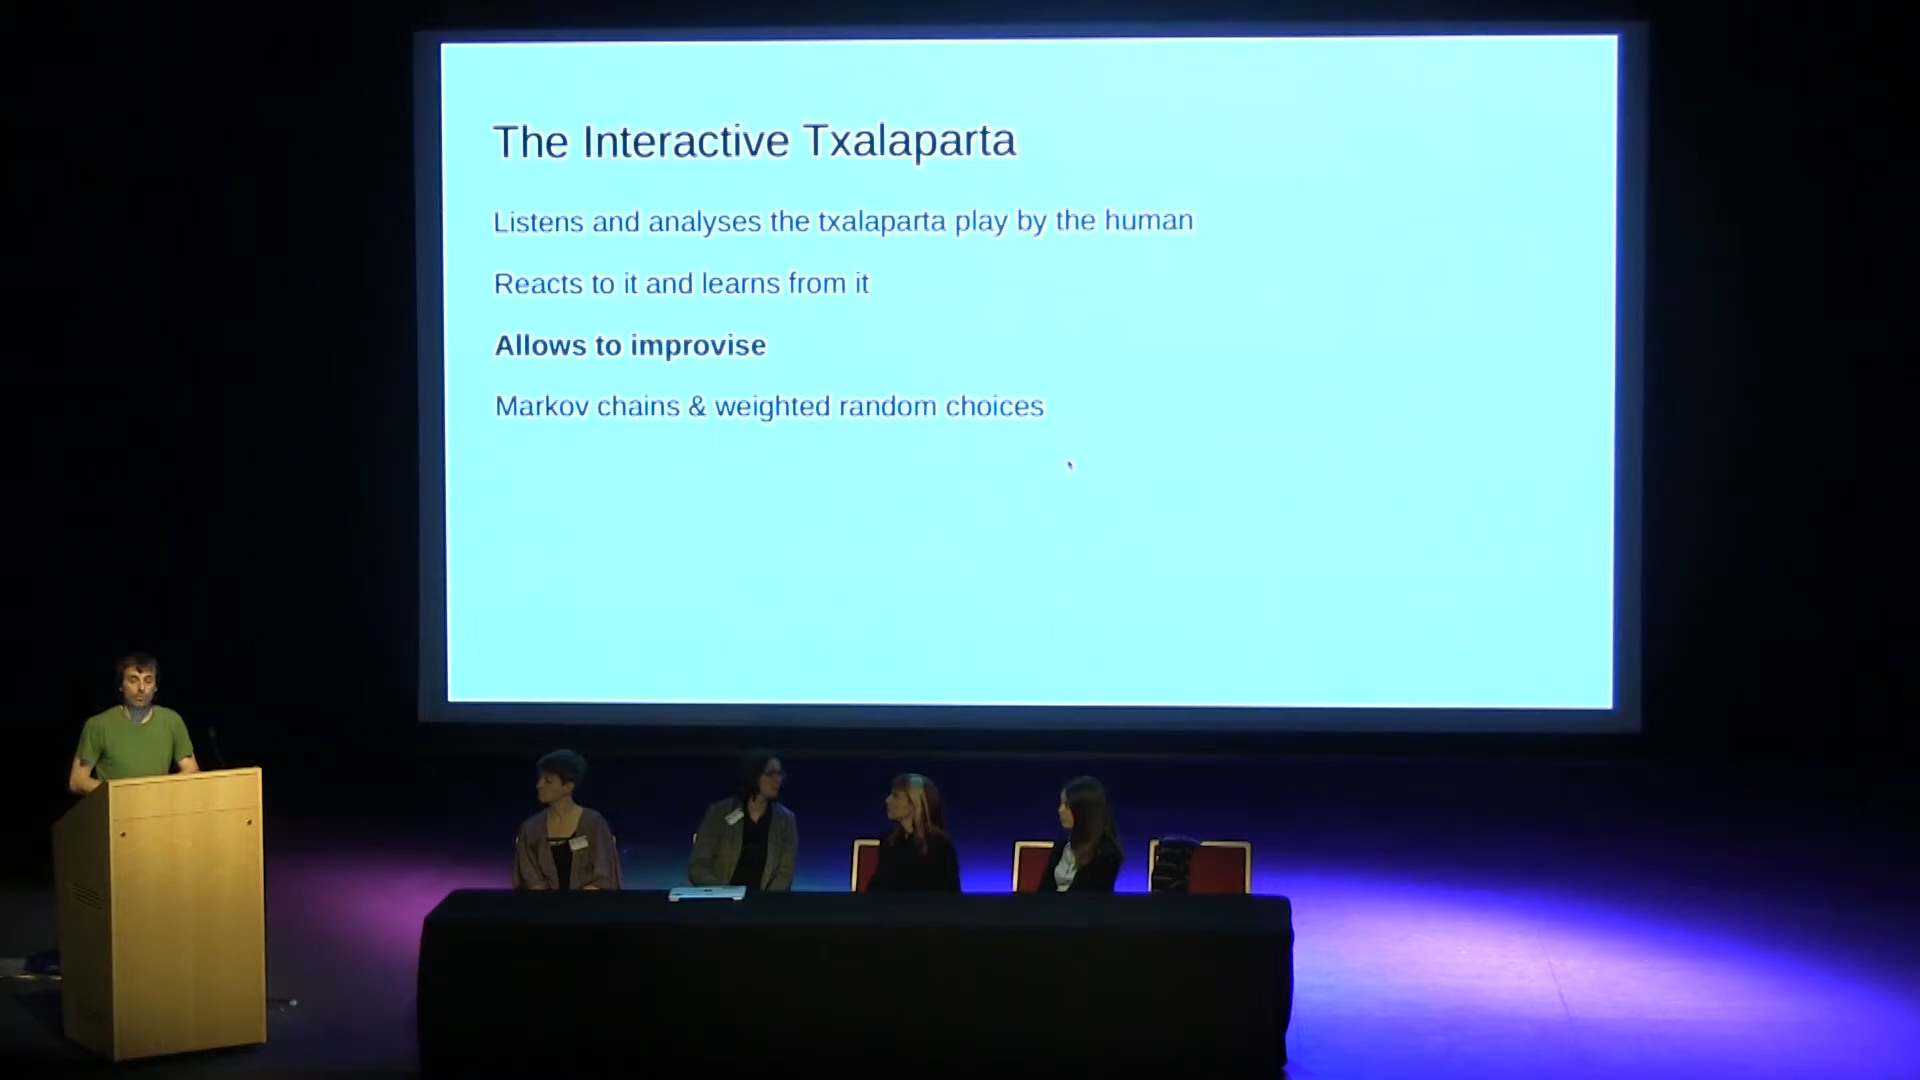 The Interactive Txalaparta
Listens and analyses the txalaparta play by the human
Reacts to it and learns from it
Allows to improvise
Markov chains & weighted random choices